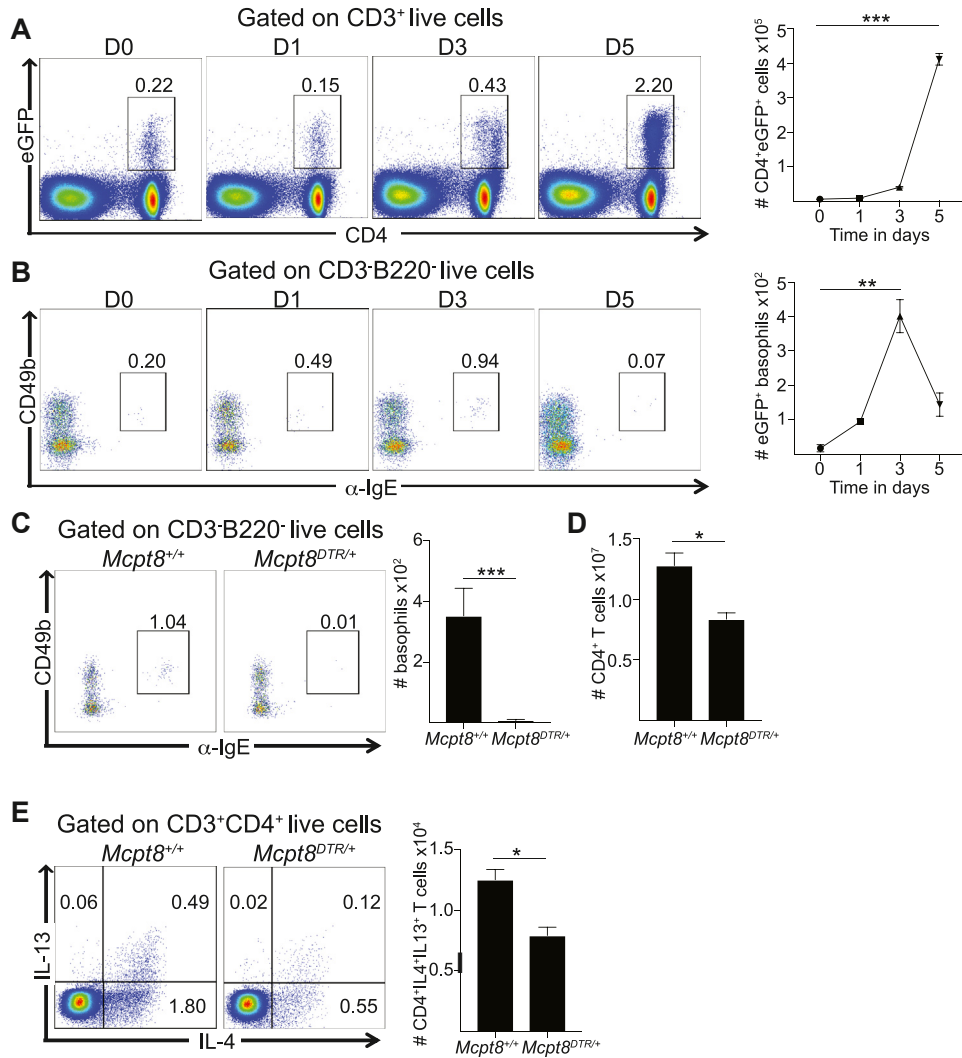 A
Gated on CD3⁺ live cells
D0 D1 D3 D5
0.22 0.15 0.43 2.20
eGFP
CD4
# CD4⁺eGFP⁺ cells x10⁵
***
5
4
3
2
1
0 1 3 5
Time in days
B
Gated on CD3⁻B220⁻ live cells
D0 D1 D3 D5
0.20 0.49 0.94 0.07
CD49b
α-IgE
# eGFP⁺ basophils x10²
**
5
4
3
2
1
0 1 3 5
Time in days
C
Gated on CD3⁻B220⁻ live cells
Mcpt8⁺/⁺ Mcpt8ᴰᵀᴿ/⁺
1.04 0.01
CD49b
α-IgE
# basophils x10²
***
6
4
2
Mcpt8⁺/⁺ Mcpt8ᴰᵀᴿ/⁺
D
# CD4⁺ T cells x10⁷
*
1.5
1.0
0.5
Mcpt8⁺/⁺ Mcpt8ᴰᵀᴿ/⁺
E
Gated on CD3⁺CD4⁺ live cells
Mcpt8⁺/⁺ Mcpt8ᴰᵀᴿ/⁺
0.06 0.49 0.02 0.12
1.80 0.55
IL-13
IL-4
# CD4⁺IL4⁺IL13⁺ T cells x10⁴
*
1.5
1.0
0.5
Mcpt8⁺/⁺ Mcpt8ᴰᵀᴿ/⁺